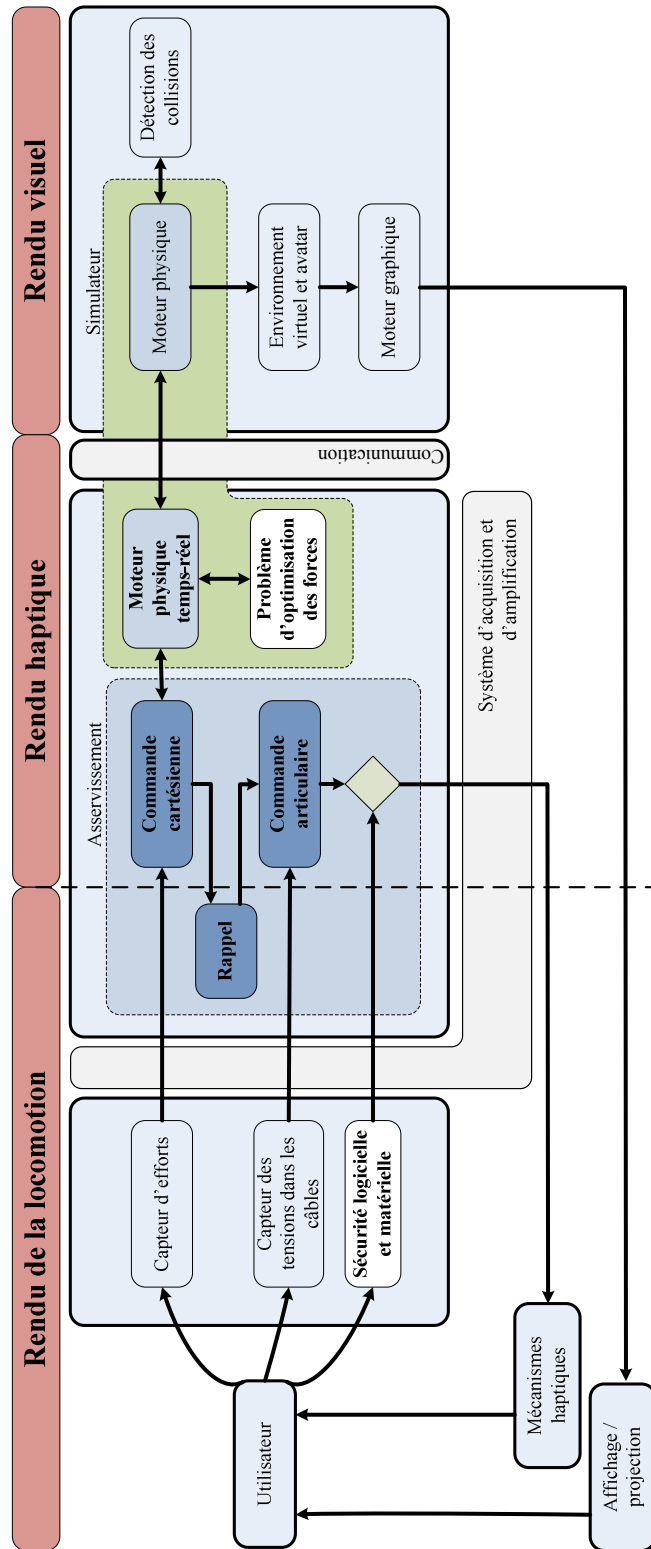 Rendu de la locomotion
Rendu haptique
Rendu visuel
Utilisateur
Capteur d'efforts
Capteur des
tensions dans les
câbles
Sécurité logicielle
et matérielle
Mécanismes
haptiques
Affichage /
projection
Asservissement
Commande
cartésienne
Rappel
Commande
articulaire
Système d'acquisition et
d'amplification
Moteur
physique
temps-réel
Problème
d'optimisation
des forces
Communication
Simulateur
Moteur physique
Détection des
collisions
Environnement
virtuel et avatar
Moteur graphique